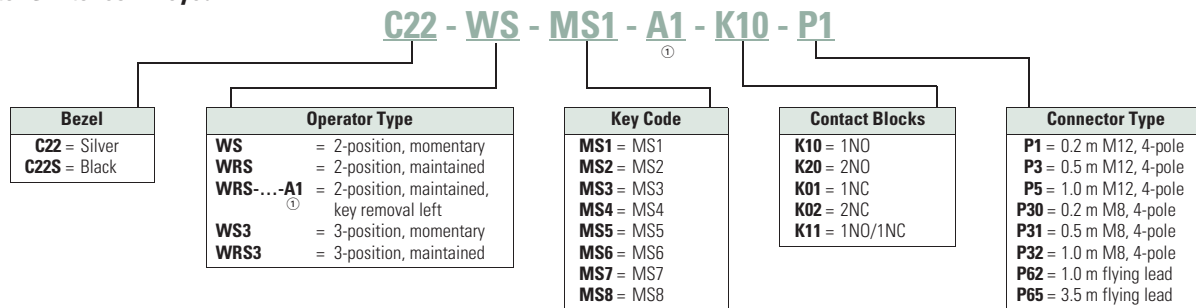 C22 - WS - MS1 - A1 - K10 - P1
①
Bezel
C22 = Silver
C22S = Black
Operator Type
WS = 2-position, momentary
WRS = 2-position, maintained
WRS-...-A1 = 2-position, maintained,
① key removal left
WS3 = 3-position, momentary
WRS3 = 3-position, maintained
Key Code
MS1 = MS1
MS2 = MS2
MS3 = MS3
MS4 = MS4
MS5 = MS5
MS6 = MS6
MS7 = MS7
MS8 = MS8
Contact Blocks
K10 = 1NO
K20 = 2NO
K01 = 1NC
K02 = 2NC
K11 = 1NO/1NC
Connector Type
P1 = 0.2 m M12, 4-pole
P3 = 0.5 m M12, 4-pole
P5 = 1.0 m M12, 4-pole
P30 = 0.2 m M8, 4-pole
P31 = 0.5 m M8, 4-pole
P32 = 1.0 m M8, 4-pole
P62 = 1.0 m flying lead
P65 = 3.5 m flying lead